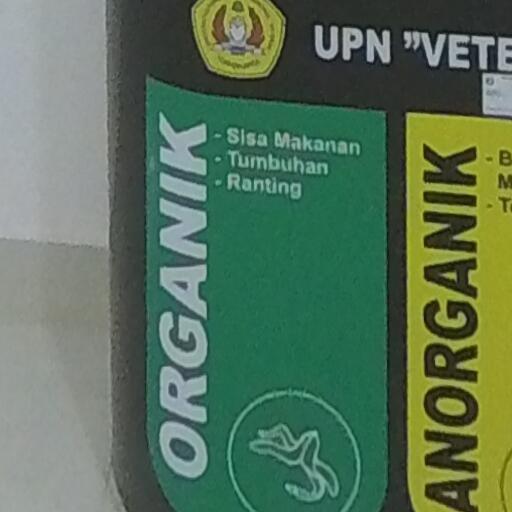 UPN "VETE
ORGANIK
- Sisa Makanan
- Tumbuhan
- Ranting
ANORGANIK
- B
M
- T